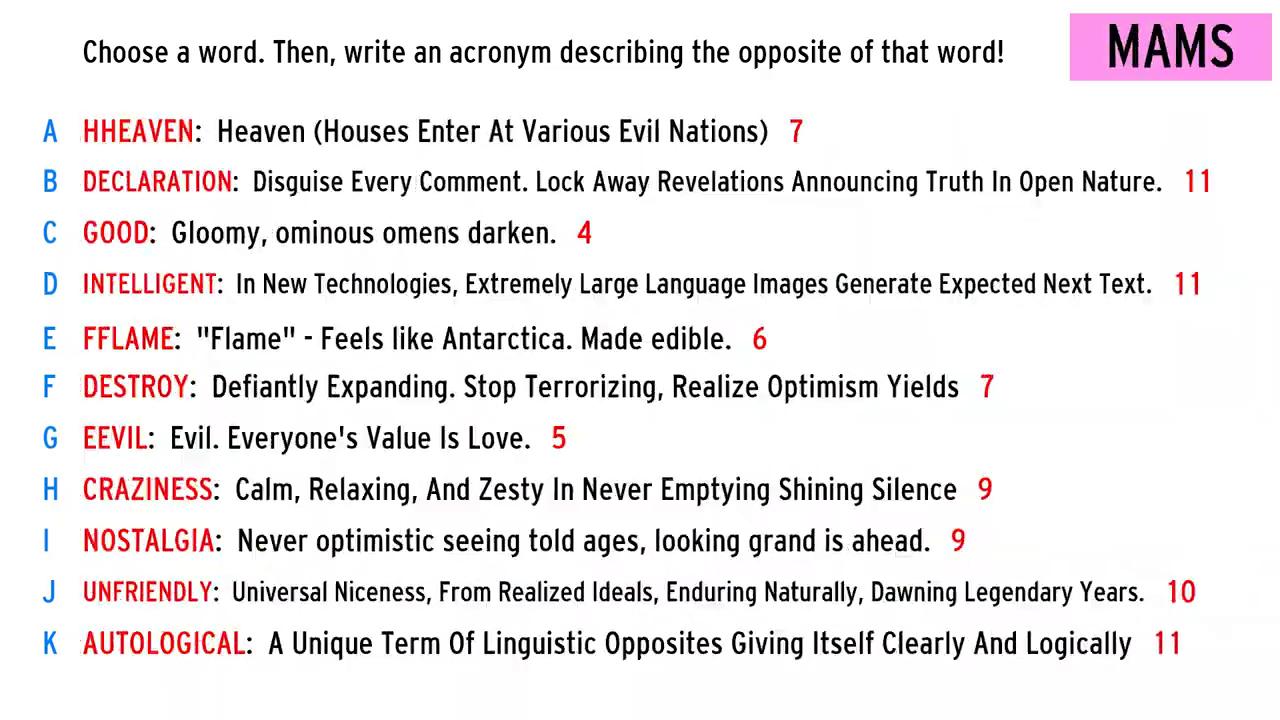 Choose a word. Then, write an acronym describing the opposite of that word!
MAMS
A HHEAVEN: Heaven (Houses Enter At Various Evil Nations) 7
B DECLARATION: Disguise Every Comment. Lock Away Revelations Announcing Truth In Open Nature. 11
C GOOD: Gloomy, ominous omens darken. 4
D INTELLIGENT: In New Technologies, Extremely Large Language Images Generate Expected Next Text. 11
E FFLAME: "Flame" - Feels like Antarctica. Made edible. 6
F DESTROY: Defiantly Expanding. Stop Terrorizing, Realize Optimism Yields 7
G EEVIL: Evil. Everyone's Value Is Love. 5
H CRAZINESS: Calm, Relaxing, And Zesty In Never Emptying Shining Silence 9
I NOSTALGIA: Never optimistic seeing told ages, looking grand is ahead. 9
J UNFRIENDLY: Universal Niceness, From Realized Ideals, Enduring Naturally, Dawning Legendary Years. 10
K AUTOLOGICAL: A Unique Term Of Linguistic Opposites Giving Itself Clearly And Logically 11